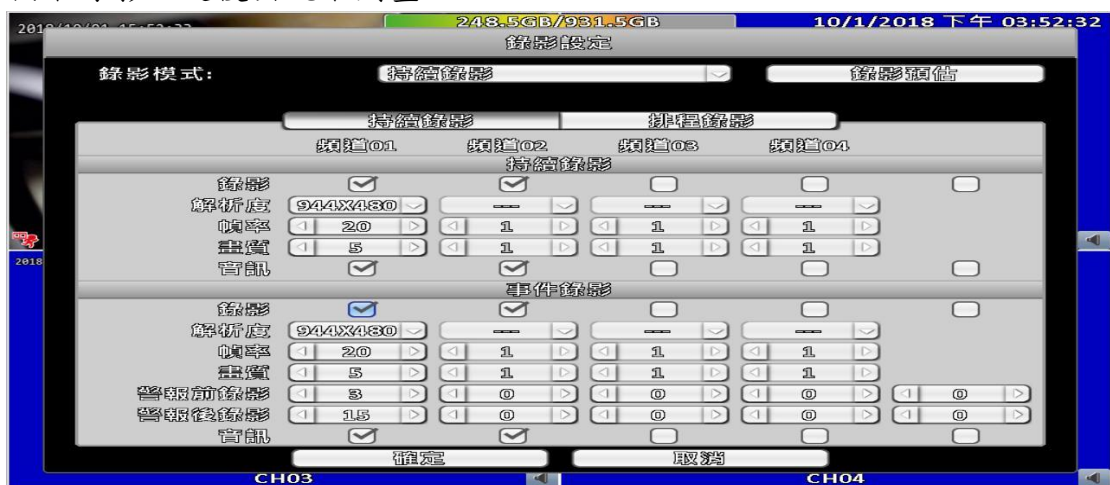 248.5GB/931.5GB 10/1/2018 下午 03:52:32
錄影設定
錄影模式: 持續錄影 錄影預估
持續錄影 排程錄影
頻道01 頻道02 頻道03 頻道04
持續錄影
錄影
解析度 944X480 --- --- ---
幀率 20 1 1 1
畫質 5 1 1 1
2018
音訊
事件錄影
錄影
解析度 944X480 --- --- ---
幀率 20 1 1 1
畫質 5 1 1 1
警報前錄影 3 0 0 0 0
警報後錄影 15 0 0 0 0
音訊
確定 取消
CH03 CH04